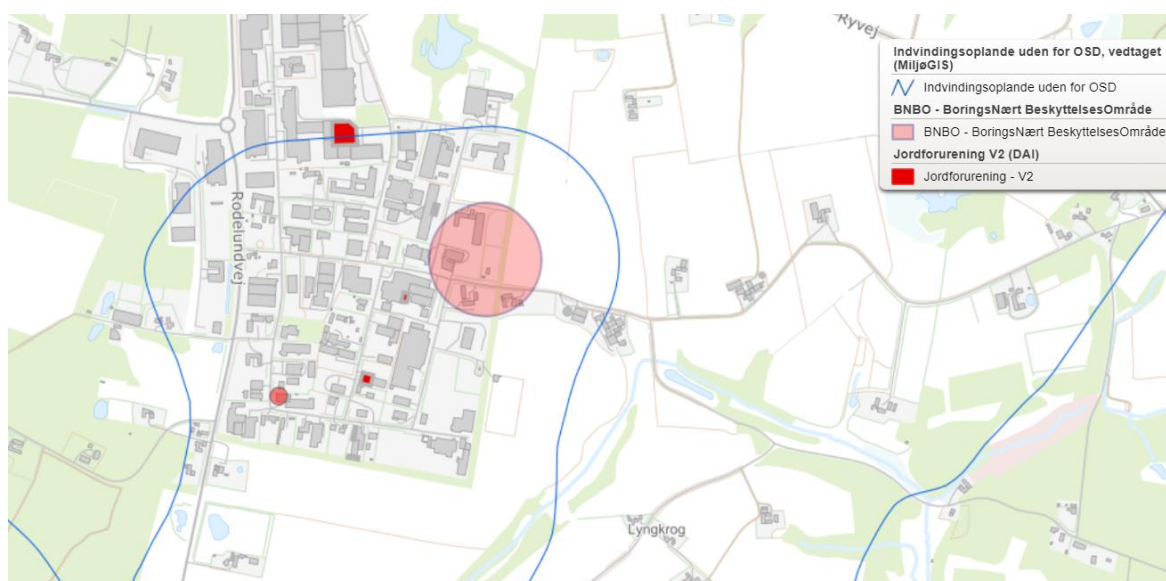 Ryvej
Indvindingsoplande uden for OSD, vedtaget
(MiljøGIS)
Indvindingsoplande uden for OSD
BNBO - BoringsNært BeskyttelsesOmråde
BNBO - BoringsNært BeskyttelsesOmråde
Jordforurening V2 (DAI)
Jordforurening - V2
Rodelundvej
Lyngkrog